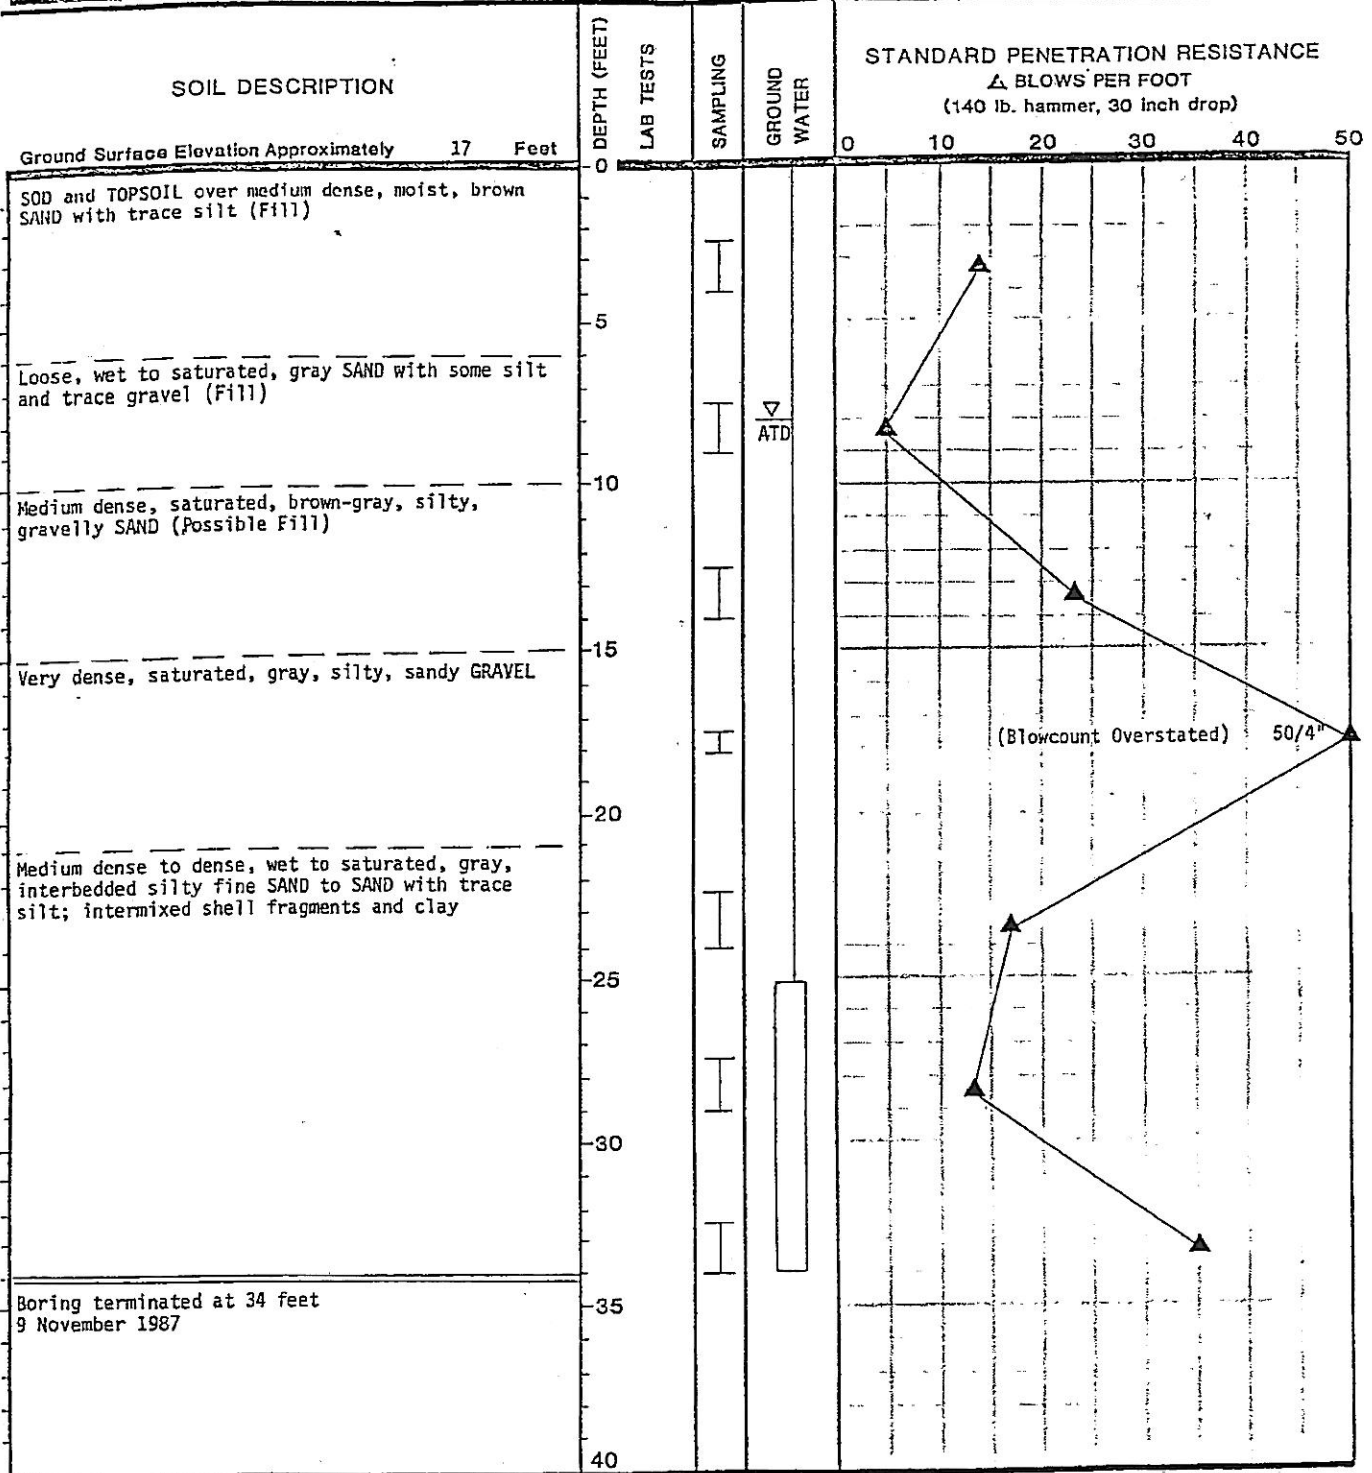 SOIL DESCRIPTION
Ground Surface Elevation Approximately 17 Feet
DEPTH (FEET)
LAB TESTS
SAMPLING
GROUND
WATER
STANDARD PENETRATION RESISTANCE
△ BLOWS PER FOOT
(140 lb. hammer, 30 inch drop)
0 10 20 30 40 50
0
SOD and TOPSOIL over medium dense, moist, brown
SAND with trace silt (Fill)
5
Loose, wet to saturated, gray SAND with some silt
and trace gravel (Fill)
ATD
10
Medium dense, saturated, brown-gray, silty,
gravelly SAND (Possible Fill)
15
Very dense, saturated, gray, silty, sandy GRAVEL
(Blowcount Overstated) 50/4"
20
Medium dense to dense, wet to saturated, gray,
interbedded silty fine SAND to SAND with trace
silt; intermixed shell fragments and clay
25
30
Boring terminated at 34 feet
9 November 1987
35
40